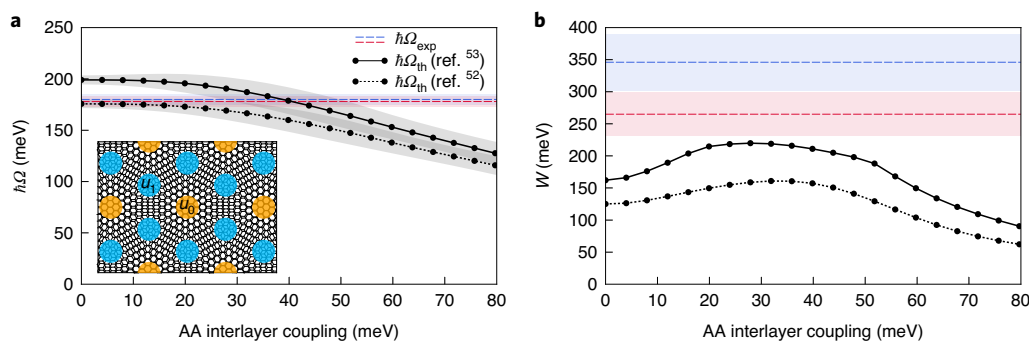 a
250
200
150
100
50
0
ħΩ (meV)
ħΩexp
ħΩth (ref. 53)
ħΩth (ref. 52)
u1
u0
0 10 20 30 40 50 60 70 80
AA interlayer coupling (meV)
b
400
350
300
250
200
150
100
50
0
W (meV)
0 10 20 30 40 50 60 70 80
AA interlayer coupling (meV)